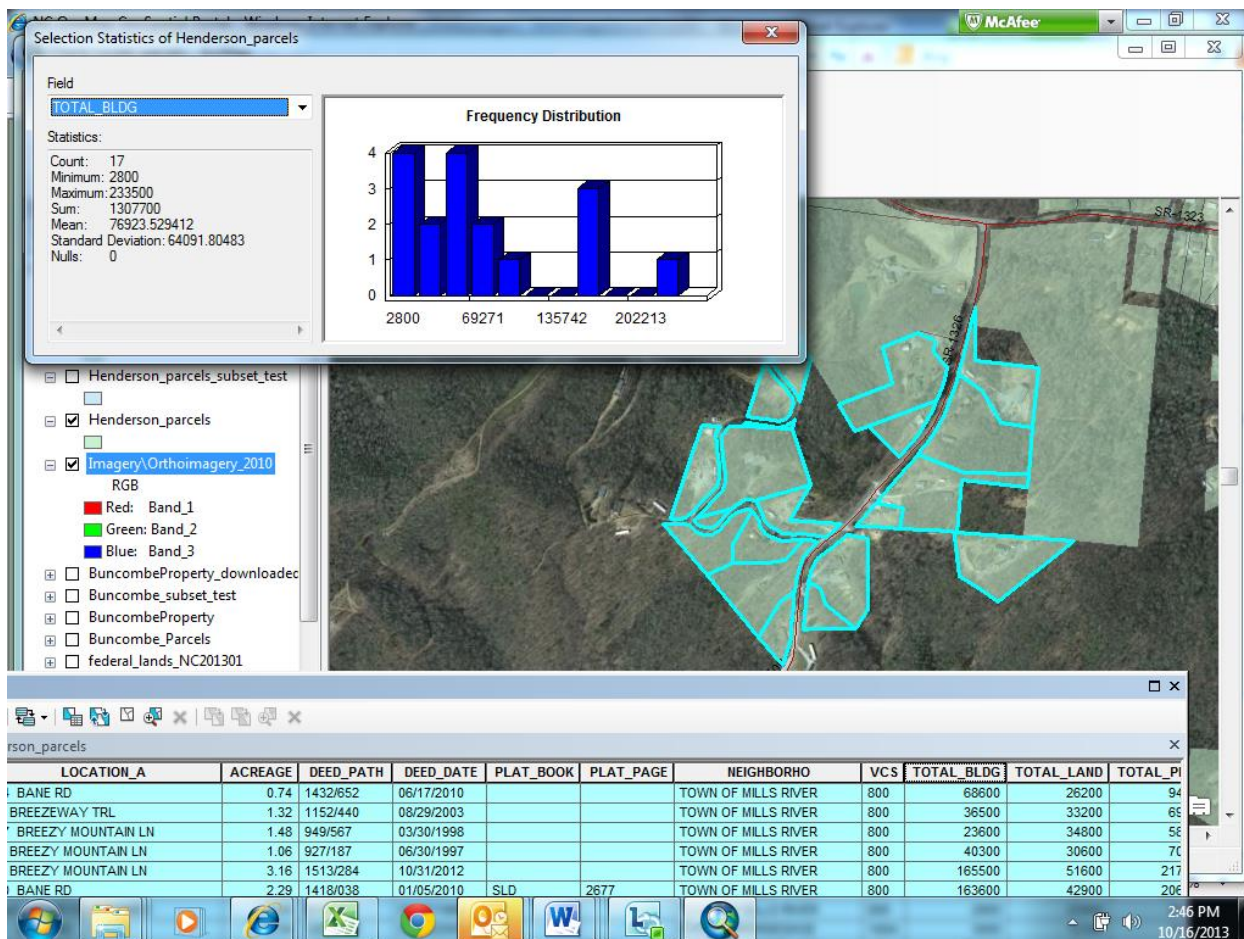 McAfee
Selection Statistics of Henderson_parcels
Field
TOTAL_BLDG
Statistics:
Count: 17
Minimum: 2800
Maximum: 233500
Sum: 1307700
Mean: 76923.529412
Standard Deviation: 64091.80483
Nulls: 0
Frequency Distribution
4
3
2
1
0
2800 69271 135742 202213
SR-1323
SR-1326
Henderson_parcels_subset_test
Henderson_parcels
Imagery\Orthoimagery_2010
RGB
Red: Band_1
Green: Band_2
Blue: Band_3
BuncombeProperty_downloadec
Buncombe_subset_test
BuncombeProperty
Buncombe_Parcels
federal_lands_NC201301
rson_parcels
LOCATION_A ACREAGE DEED_PATH DEED_DATE PLAT_BOOK PLAT_PAGE NEIGHBORHO VCS TOTAL_BLDG TOTAL_LAND TOTAL_P
BANE RD 0.74 1432/652 06/17/2010 TOWN OF MILLS RIVER 800 68600 26200 94
BREEZEWAY TRL 1.32 1152/440 08/29/2003 TOWN OF MILLS RIVER 800 36500 33200 69
BREEZY MOUNTAIN LN 1.48 949/567 03/30/1998 TOWN OF MILLS RIVER 800 23600 34800 58
BREEZY MOUNTAIN LN 1.06 927/187 06/30/1997 TOWN OF MILLS RIVER 800 40300 30600 70
BREEZY MOUNTAIN LN 3.16 1513/284 10/31/2012 TOWN OF MILLS RIVER 800 165500 51600 217
BANE RD 2.29 1418/038 01/05/2010 SLD 2677 TOWN OF MILLS RIVER 800 163600 42900 206
2:46 PM
10/16/2013